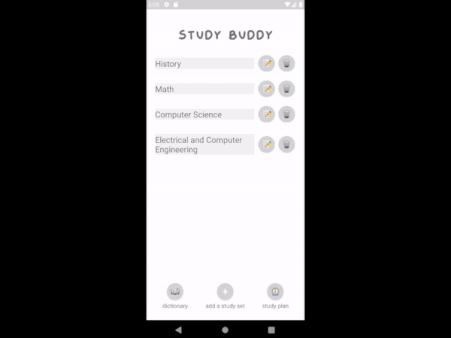 STUDY BUDDY
History
Math
Computer Science
Electrical and Computer
Engineering
dictionary
add a study set
study plan